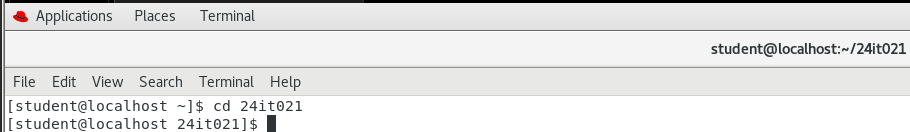 Applications Places Terminal
student@localhost:~/24it021
File Edit View Search Terminal Help
[student@localhost ~]$ cd 24it021
[student@localhost 24it021]$